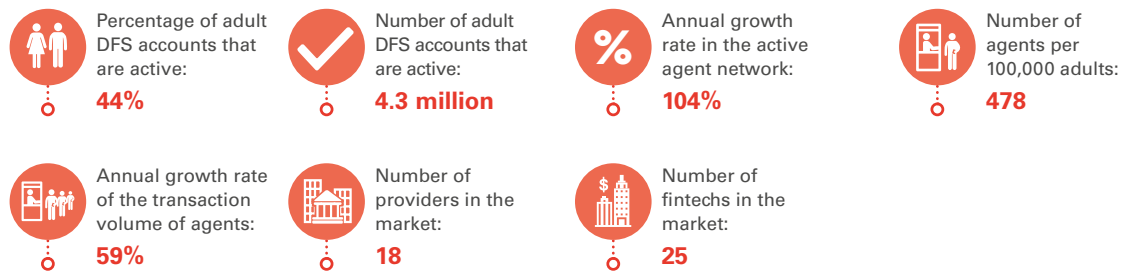 Percentage of adult
DFS accounts that
are active:
44%
Number of adult
DFS accounts that
are active:
4.3 million
%
Annual growth
rate in the active
agent network:
104%
Number of
agents per
100,000 adults:
478
Annual growth rate
of the transaction
volume of agents:
59%
Number of
providers in the
market:
18
$
Number of
fintechs in the
market:
25